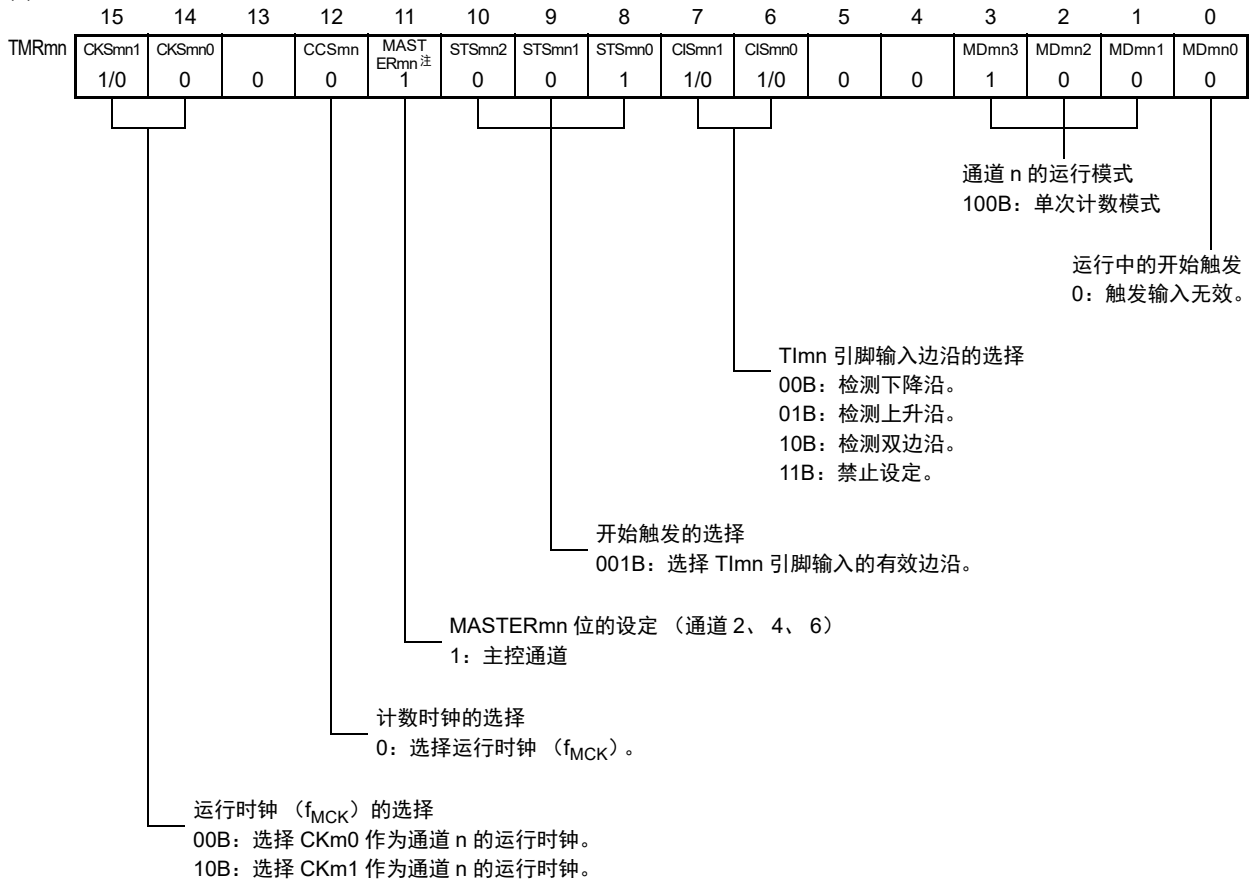 15 14 13 12 11 10 9 8 7 6 5 4 3 2 1 0
TMRmn CKSmn1 CKSmn0 CCSmn MAST STSmn2 STSmn1 STSmn0 CISmn1 CISmn0 MDmn3 MDmn2 MDmn1 MDmn0
ERmn 注
1/0 0 0 0 1 0 0 1 1/0 1/0 0 0 1 0 0 0
通道 n 的运行模式
100B：单次计数模式
运行中的开始触发
0：触发输入无效。
TImn 引脚输入边沿的选择
00B：检测下降沿。
01B：检测上升沿。
10B：检测双边沿。
11B：禁止设定。
开始触发的选择
001B：选择 TImn 引脚输入的有效边沿。
MASTERmn 位的设定 （通道 2、 4、 6）
1：主控通道
计数时钟的选择
0：选择运行时钟 （fMCK）。
运行时钟 （fMCK）的选择
00B：选择 CKm0 作为通道 n 的运行时钟。
10B：选择 CKm1 作为通道 n 的运行时钟。